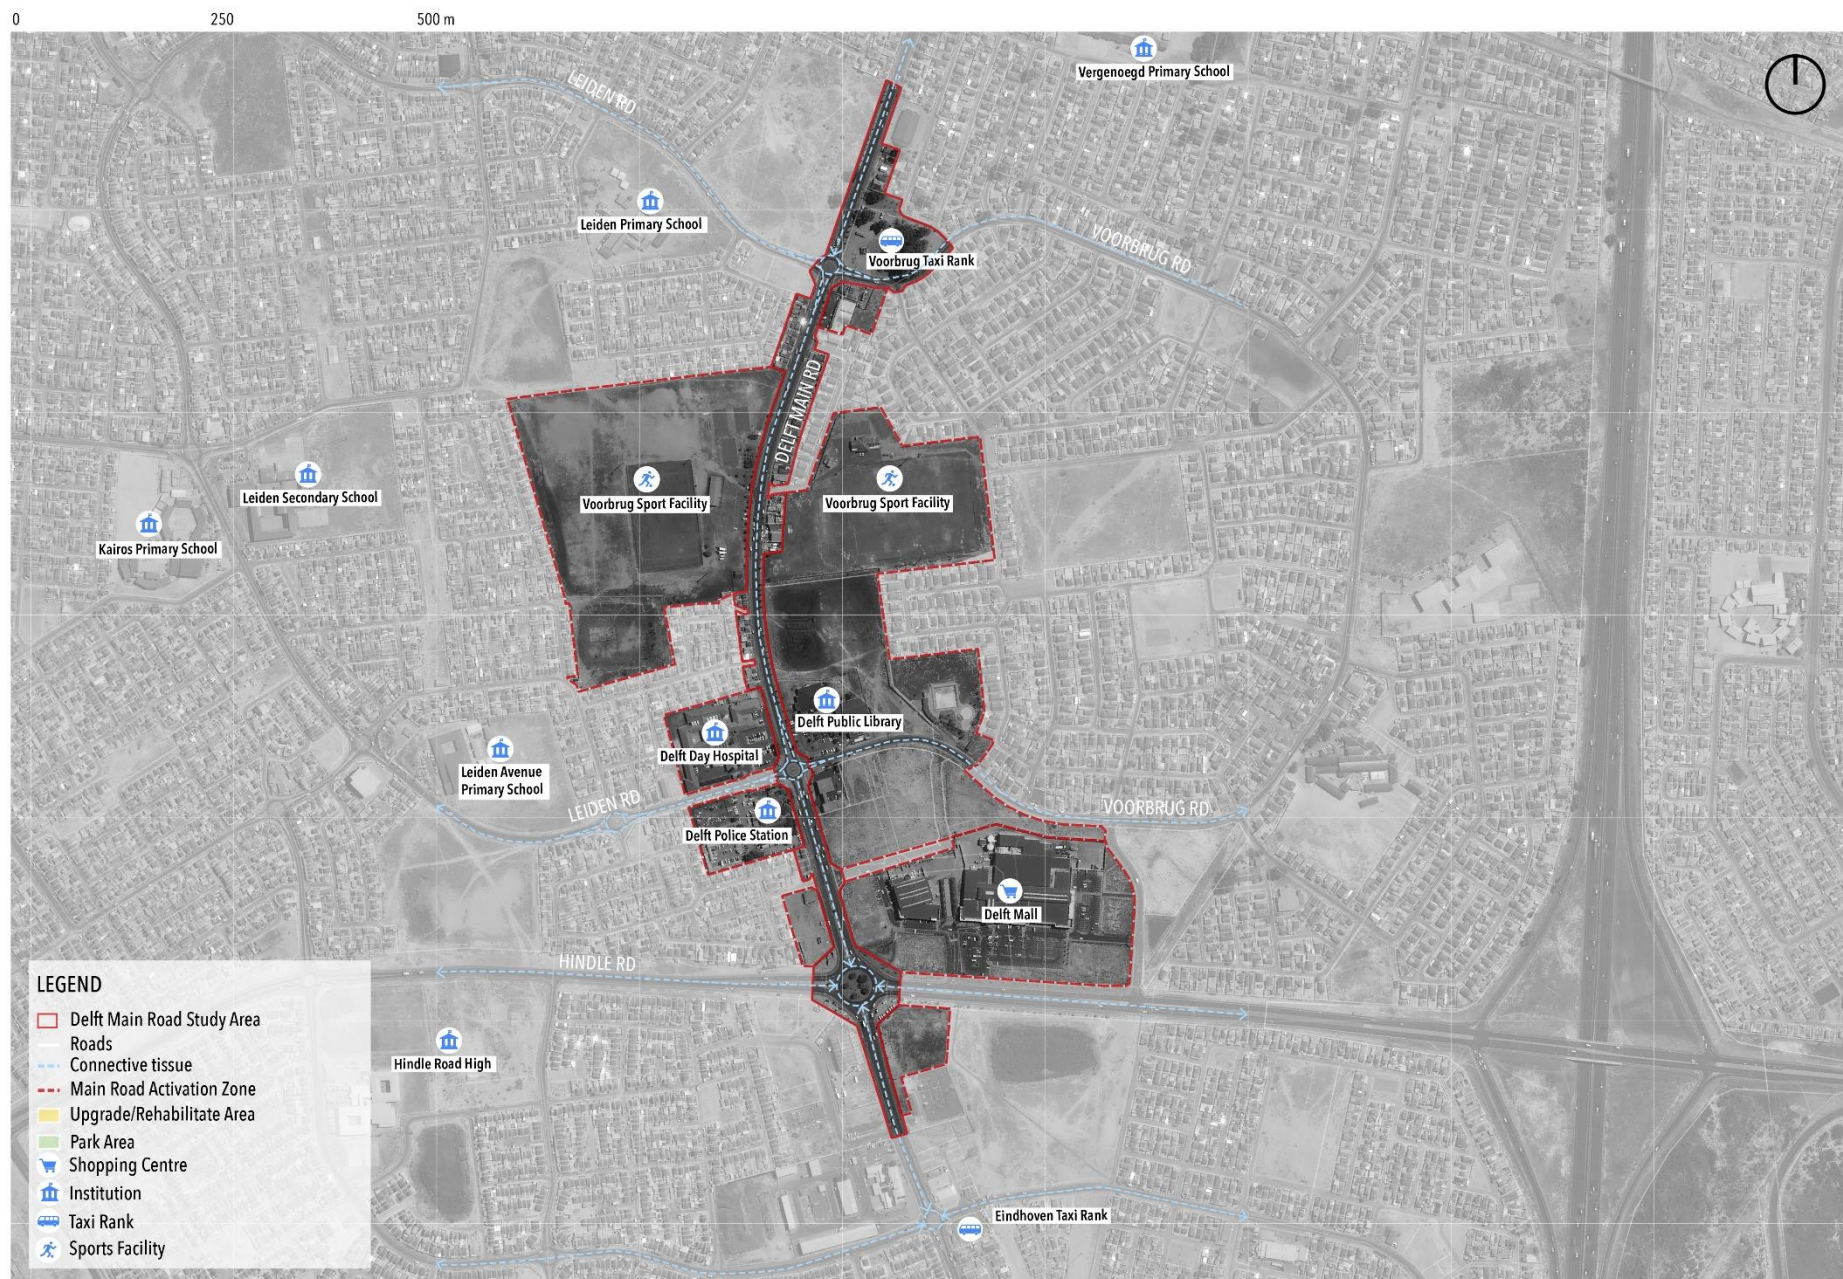 0 250 500 m
Vergenoegd Primary School
LEIDEN RD
Leiden Primary School
VOORBRUG RD
Voorbrug Taxi Rank
DELFT MAIN RD
Leiden Secondary School
Voorbrug Sport Facility
Voorbrug Sport Facility
Kairos Primary School
Delft Public Library
Delft Day Hospital
Leiden Avenue
Primary School
LEIDEN RD
VOORBRUG RD
Delft Police Station
Delft Mall
HINDLE RD
Hindle Road High
Eindhoven Taxi Rank
LEGEND
Delft Main Road Study Area
Roads
Connective tissue
Main Road Activation Zone
Upgrade/Rehabilitate Area
Park Area
Shopping Centre
Institution
Taxi Rank
Sports Facility